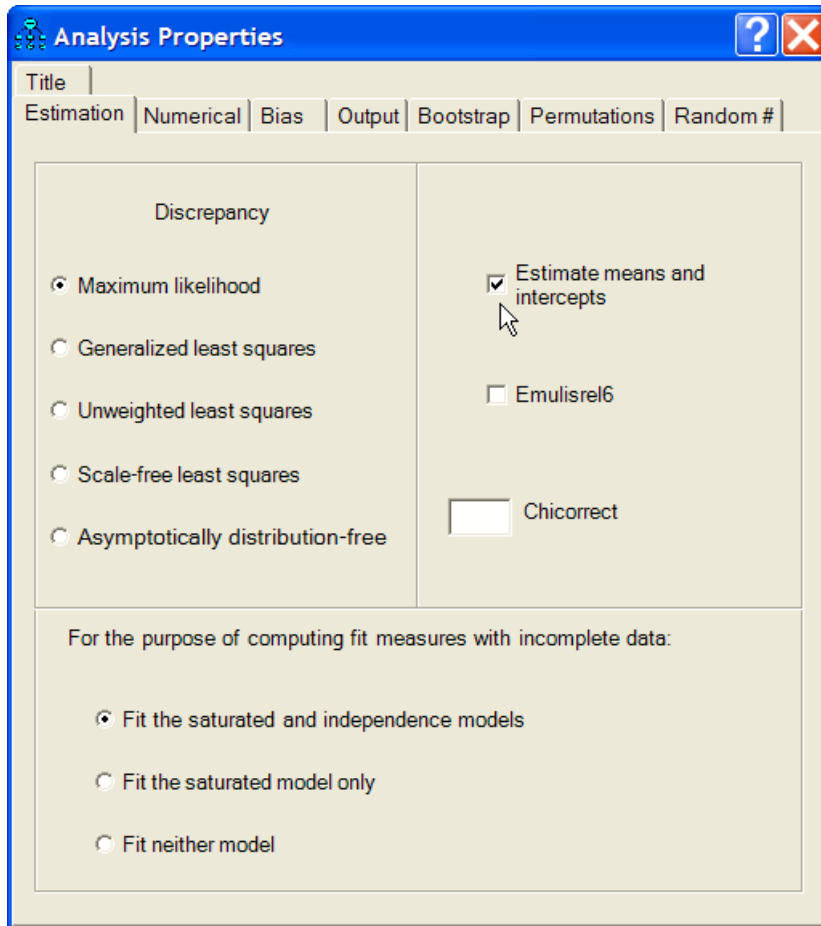 Analysis Properties
?
Title
Estimation Numerical Bias Output Bootstrap Permutations Random #
Discrepancy
Maximum likelihood
Generalized least squares
Unweighted least squares
Scale-free least squares
Asymptotically distribution-free
Estimate means and
intercepts
Emulisrel6
Chicorrect
For the purpose of computing fit measures with incomplete data:
Fit the saturated and independence models
Fit the saturated model only
Fit neither model